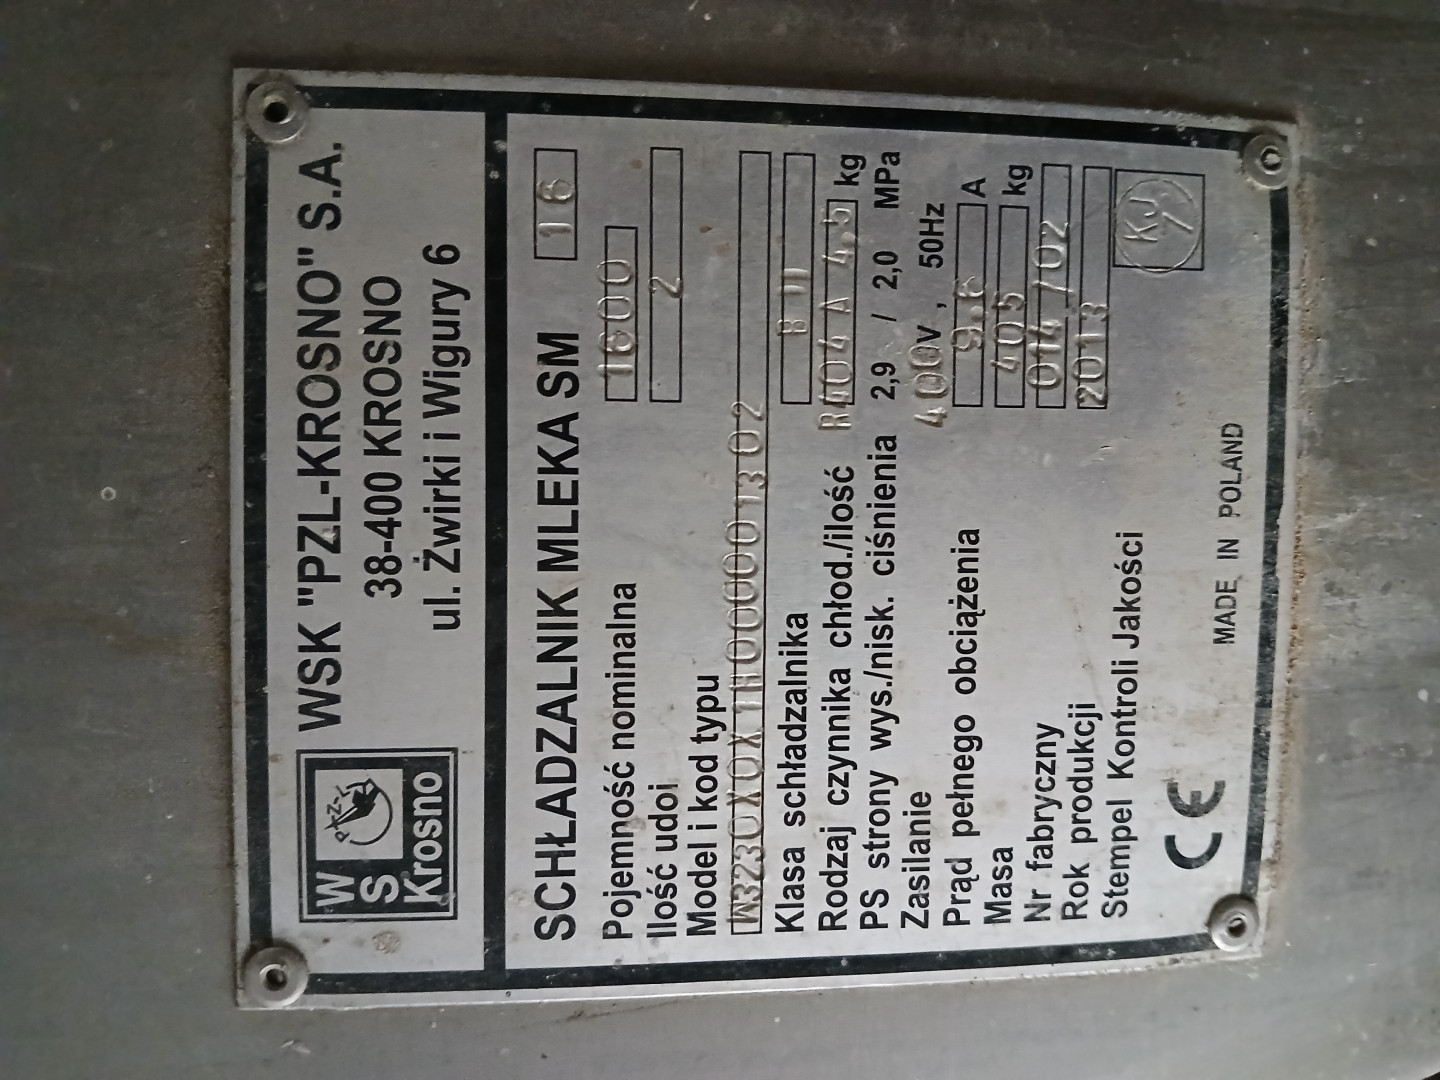 W
S
Krosno
WSK "PZL-KROSNO" S.A.
38-400 KROSNO
ul. Żwirki i Wigury 6
SCHŁADZALNIK MLEKA SM 16
Pojemność nominalna 1600
Ilość udoi 2
Model i kod typu
Klasa schładzalnika B II
Rodzaj czynnika chłod./ilość R404A 4.5 kg
PS strony wys./nisk. ciśnienia 2,9 / 2,0 MPa
Zasilanie 400V, 50Hz
Prąd pełnego obciążenia 9.6 A
Masa 405 kg
Nr fabryczny 014/02
Rok produkcji 2013
Stempel Kontroli Jakości KJ 7
CE MADE IN POLAND